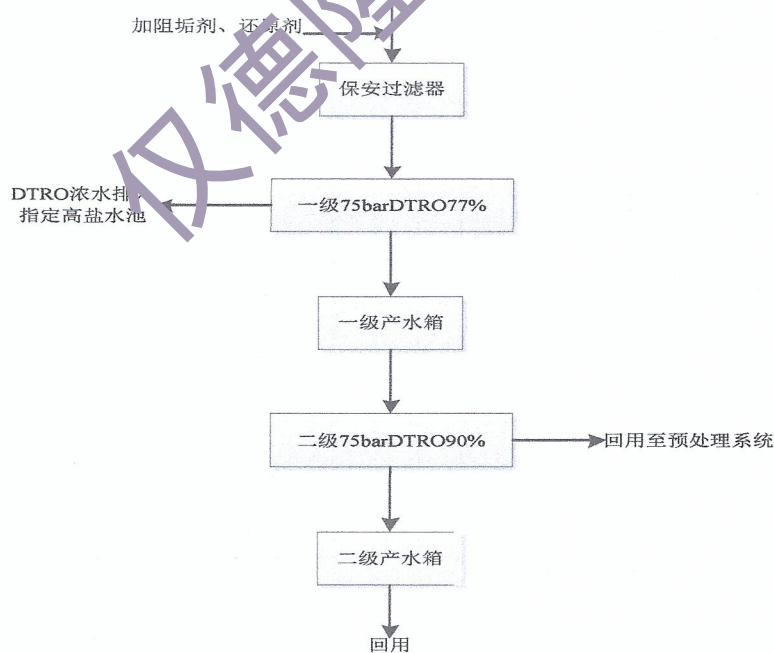 加阻垢剂、还原剂
保安过滤器
DTRO浓水排
指定高盐水池
一级75barDTRO77%
一级产水箱
二级75barDTRO90%
回用至预处理系统
二级产水箱
回用
仅德隆